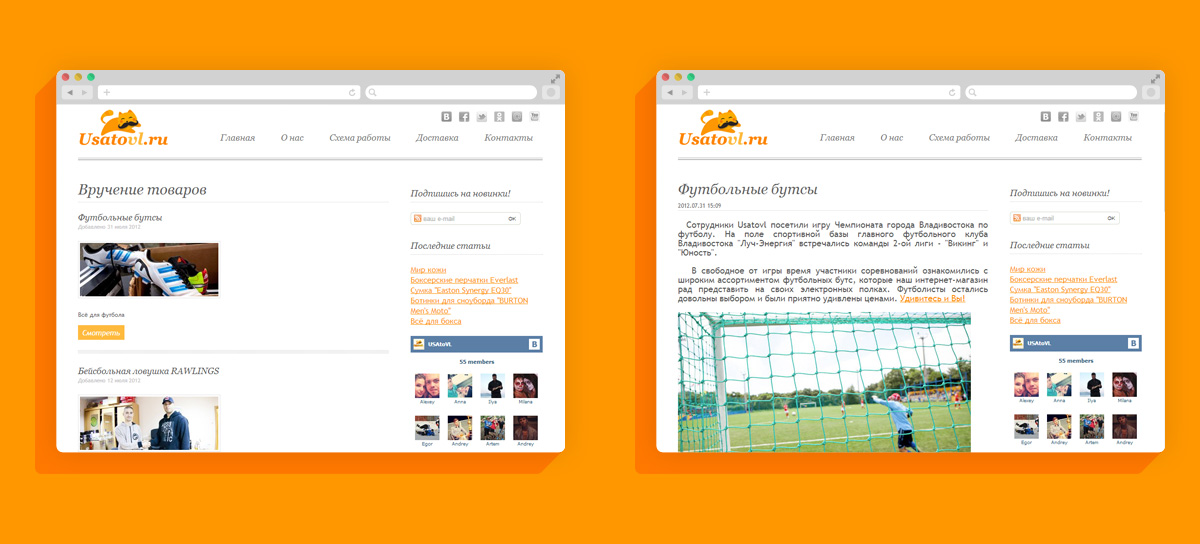 Usatovl.ru
Главная О нас Схема работы Доставка Контакты
Вручение товаров
Футбольные бутсы
Добавлено 31 июля 2012
Всё для футбола
Смотреть
Бейсбольная ловушка RAWLINGS
Добавлено 12 июля 2012
Подпишись на новинки!
ваш e-mail OK
Последние статьи
Мир кожи
Боксерские перчатки Everlast
Сумка "Easton Synergy EQ30"
Ботинки для сноуборда "BURTON
Men's Moto"
Всё для бокса
USAtoVL B
55 members
Alexey Anna Ilya Milana
Egor Andrey Artem Andrey
Usatovl.ru
Главная О нас Схема работы Доставка Контакты
Футбольные бутсы
2012.07.31 15:09
Сотрудники Usatovl посетили игру Чемпионата города Владивостока по
футболу. На поле спортивной базы главного футбольного клуба
Владивостока "Луч-Энергия" встречались команды 2-ой лиги - "Викинг" и
"Юность".
В свободное от игры время участники соревнований ознакомились с
широким ассортиментом футбольных бутс, которые наш интернет-магазин
рад представить на своих электронных полках. Футболисты остались
довольны выбором и были приятно удивлены ценами. Удивитесь и Вы!
Подпишись на новинки!
ваш e-mail OK
Последние статьи
Мир кожи
Боксерские перчатки Everlast
Сумка "Easton Synergy EQ30"
Ботинки для сноуборда "BURTON
Men's Moto"
Всё для бокса
USAtoVL B
55 members
Alexey Anna Ilya Milana
Egor Andrey Artem Andrey